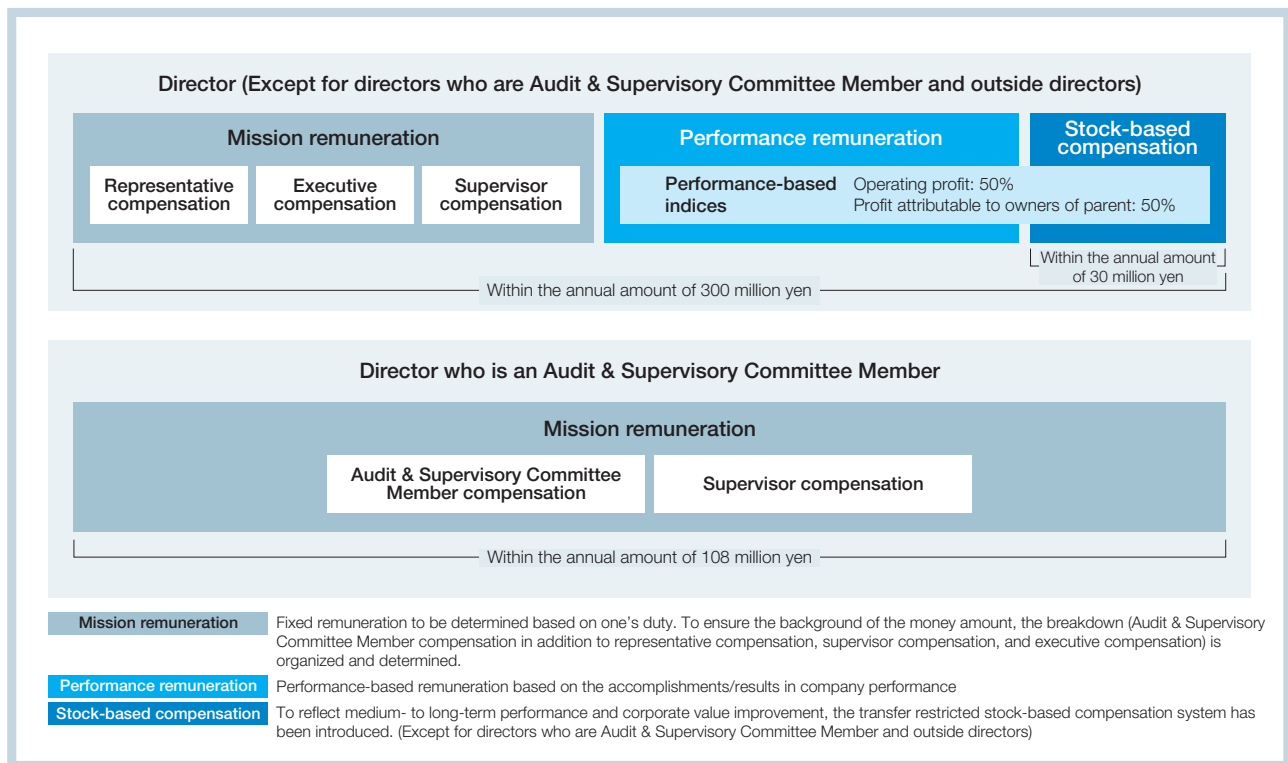 Director (Except for directors who are Audit & Supervisory Committee Member and outside directors)
Mission remuneration
Representative
compensation
Executive
compensation
Supervisor
compensation
Performance remuneration
Stock-based
compensation
Performance-based
indices
Operating profit: 50%
Profit attributable to owners of parent: 50%
Within the annual amount
of 30 million yen
Within the annual amount of 300 million yen
Director who is an Audit & Supervisory Committee Member
Mission remuneration
Audit & Supervisory Committee
Member compensation
Supervisor compensation
Within the annual amount of 108 million yen
Mission remuneration
Fixed remuneration to be determined based on one's duty. To ensure the background of the money amount, the breakdown (Audit & Supervisory
Committee Member compensation in addition to representative compensation, supervisor compensation, and executive compensation) is
organized and determined.
Performance remuneration
Performance-based remuneration based on the accomplishments/results in company performance
Stock-based compensation
To reflect medium- to long-term performance and corporate value improvement, the transfer restricted stock-based compensation system has
been introduced. (Except for directors who are Audit & Supervisory Committee Member and outside directors)